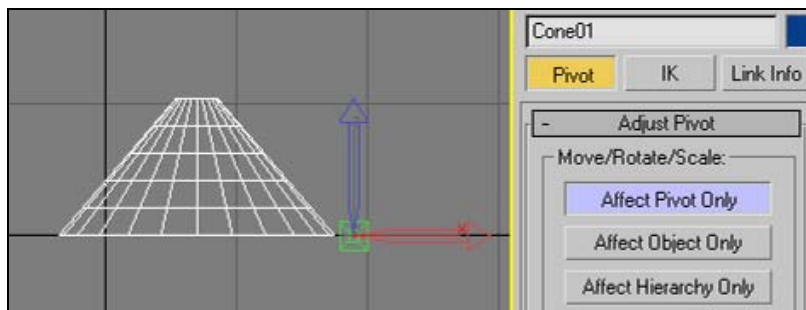 Cone01
Pivot IK Link Info
- Adjust Pivot
Move/Rotate/Scale:
Affect Pivot Only
Affect Object Only
Affect Hierarchy Only
x